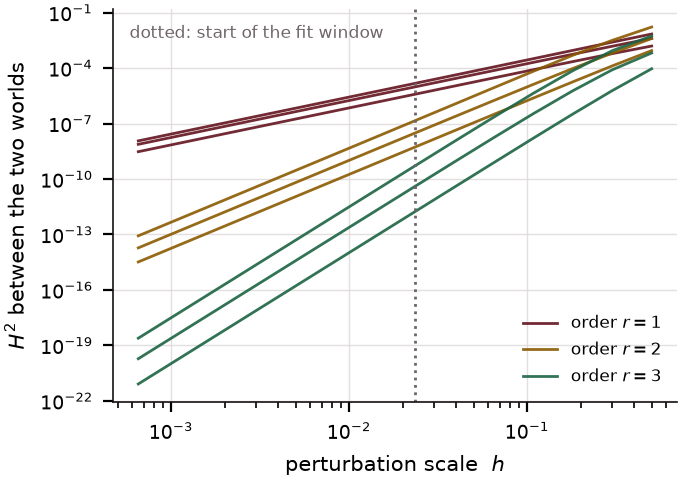 10⁻¹
10⁻⁴
10⁻⁷
10⁻¹⁰
10⁻¹³
10⁻¹⁶
10⁻¹⁹
10⁻²²
H² between the two worlds
dotted: start of the fit window
order r = 1
order r = 2
order r = 3
10⁻³
10⁻²
10⁻¹
perturbation scale h